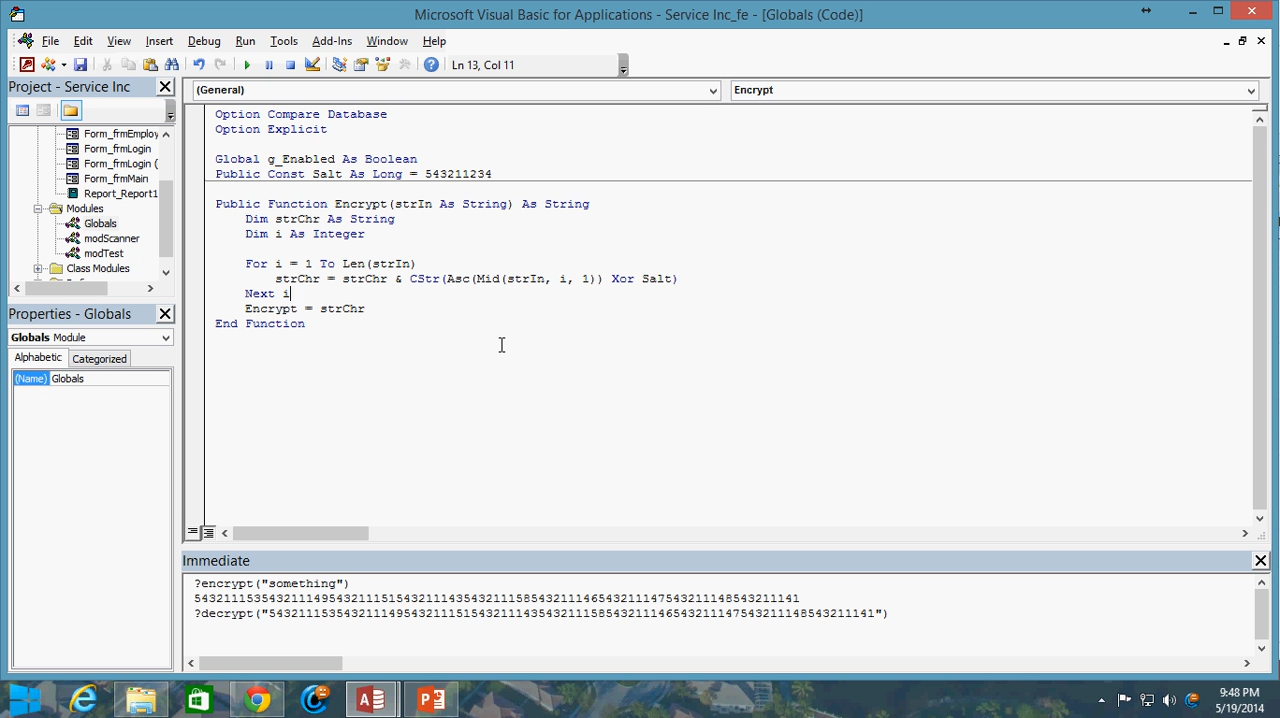 Microsoft Visual Basic for Applications - Service Inc_fe - [Globals (Code)]
File Edit View Insert Debug Run Tools Add-Ins Window Help
Ln 13, Col 11
Project - Service Inc
(General)
Encrypt
Form_frmEmploy
Form_frmLogin
Form_frmLogin (
Form_frmMain
Report_Report1
Modules
Globals
modScanner
modTest
Class Modules
Option Compare Database
Option Explicit
Global g_Enabled As Boolean
Public Const Salt As Long = 543211234
Public Function Encrypt(strIn As String) As String
Dim strChr As String
Dim i As Integer
For i = 1 To Len(strIn)
strChr = strChr & CStr(Asc(Mid(strIn, i, 1)) Xor Salt)
Next i
Encrypt = strChr
End Function
Properties - Globals
Globals Module
Alphabetic Categorized
(Name) Globals
Immediate
?encrypt("something")
543211153543211149543211151543211143543211158543211146543211147543211148543211141
?decrypt("543211153543211149543211151543211143543211158543211146543211147543211148543211141")
9:48 PM
5/19/2014